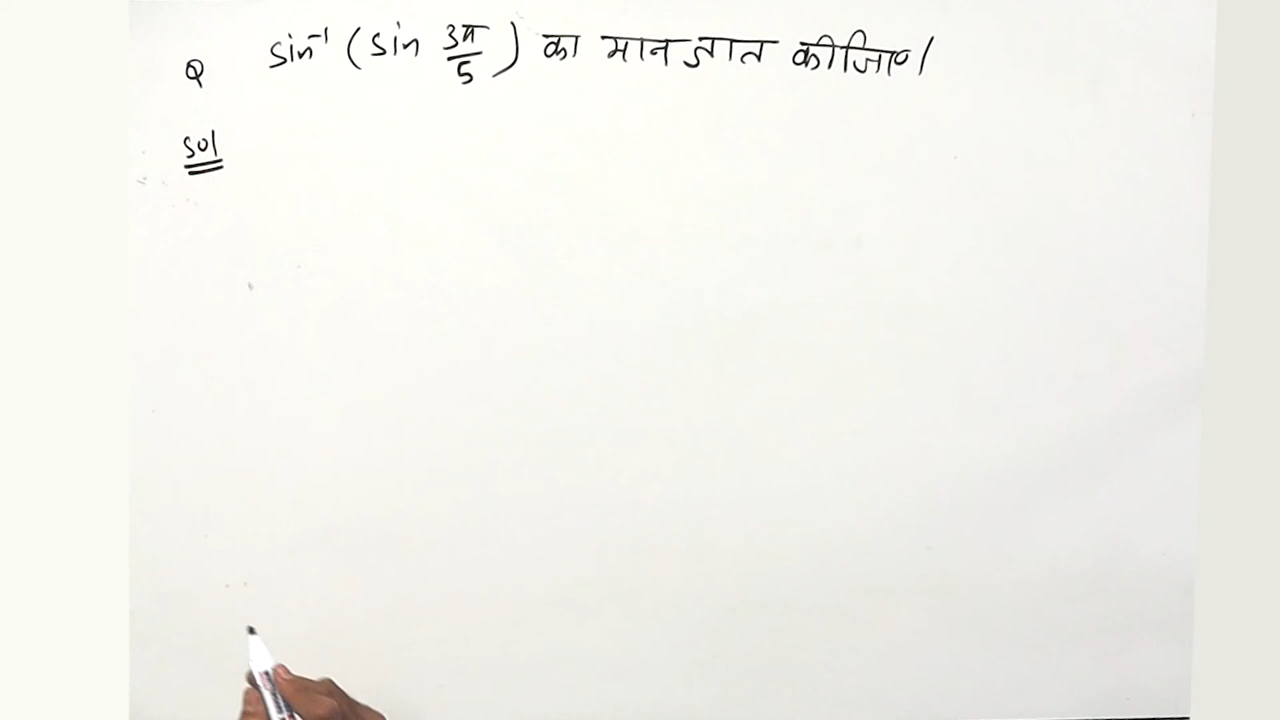 Q sin⁻¹ (sin 3π/5) का मान ज्ञात कीजिए।
Sol